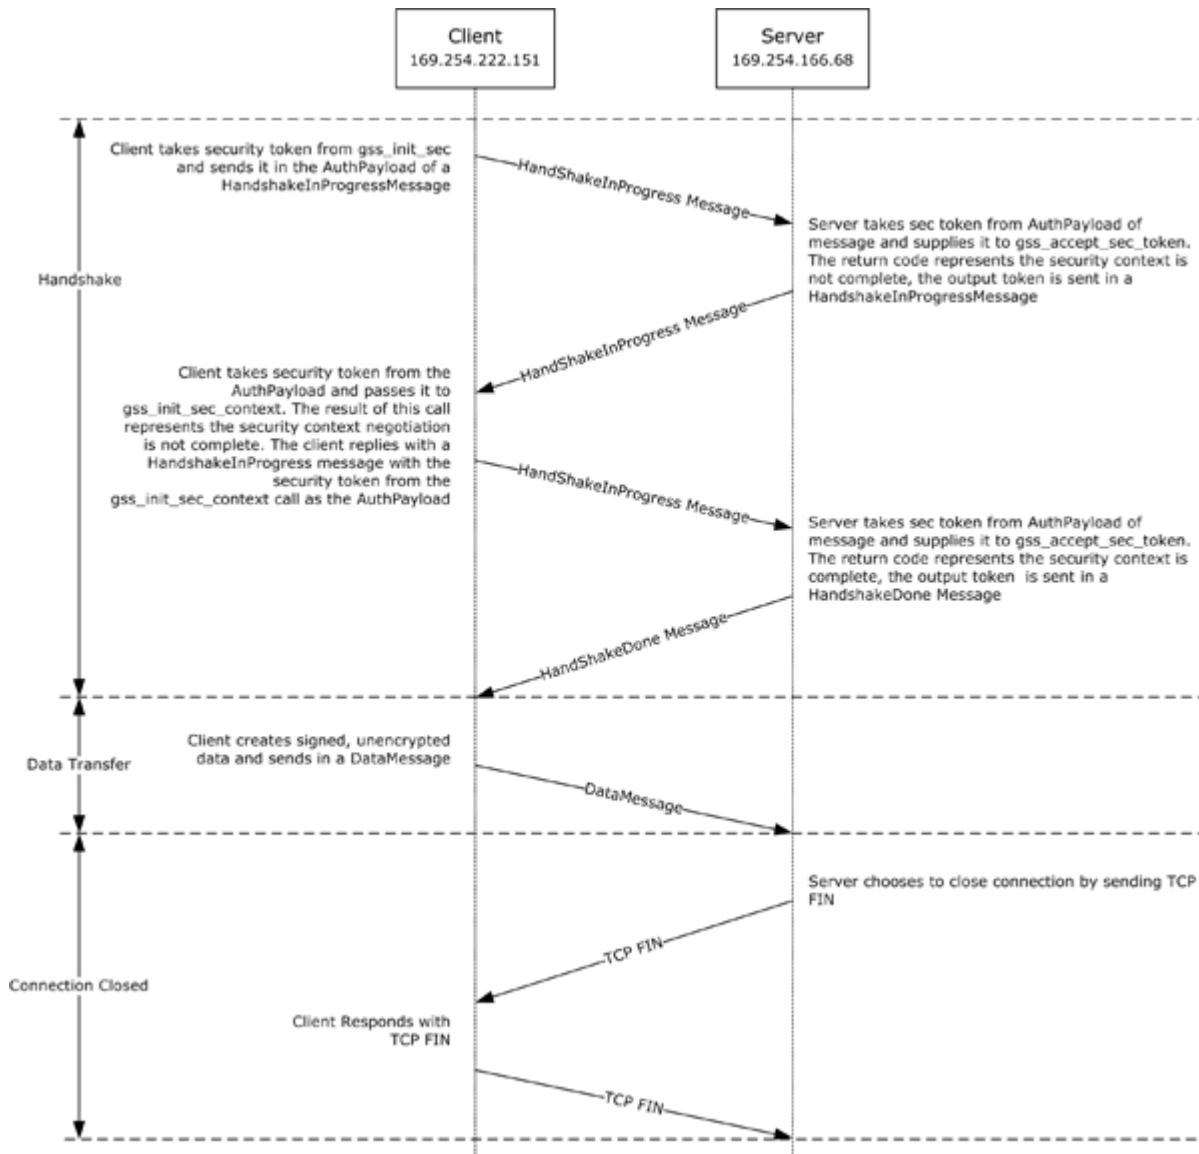 Client
169.254.222.151
Server
169.254.166.68
Client takes security token from gss_init_sec
and sends it in the AuthPayload of a
HandshakeInProgressMessage
HandShakeInProgress Message
Server takes sec token from AuthPayload of
message and supplies it to gss_accept_sec_token.
The return code represents the security context is
not complete, the output token is sent in a
HandshakeInProgressMessage
Handshake
HandShakeInProgress Message
Client takes security token from the
AuthPayload and passes it to
gss_init_sec_context. The result of this call
represents the security context negotiation
is not complete. The client replies with a
HandshakeInProgress message with the
security token from the
gss_init_sec_context call as the AuthPayload
HandShakeInProgress Message
Server takes sec token from AuthPayload of
message and supplies it to gss_accept_sec_token.
The return code represents the security context is
complete, the output token  is sent in a
HandshakeDone Message
HandShakeDone Message
Client creates signed, unencrypted
data and sends in a DataMessage
Data Transfer
DataMessage
Server chooses to close connection by sending TCP
FIN
TCP FIN
Connection Closed
Client Responds with
TCP FIN
TCP FIN